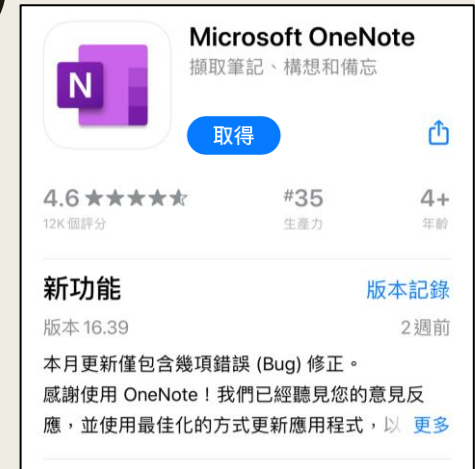 N
Microsoft OneNote
擷取筆記、構想和備忘
取得
4.6 #35 4+
12K個評分 生產力 年齡
新功能 版本記錄
版本 16.39 2週前
本月更新僅包含幾項錯誤 (Bug) 修正。
感謝使用 OneNote！我們已經聽見您的意見反
應，並使用最佳化的方式更新應用程式，以 更多